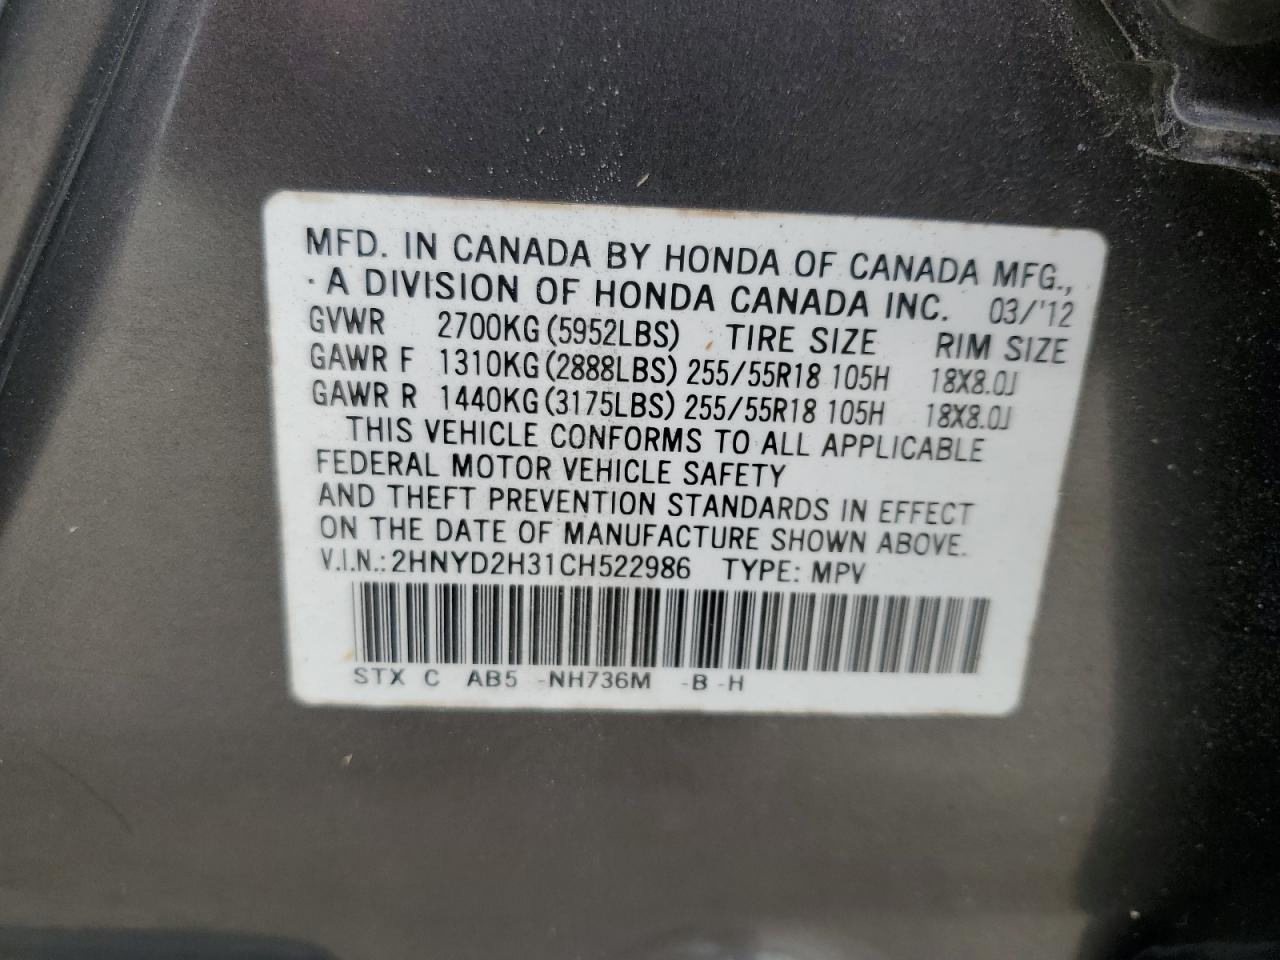 MFD. IN CANADA BY HONDA OF CANADA MFG.,
· A DIVISION OF HONDA CANADA INC. 03/'12
GVWR 2700KG (5952LBS) TIRE SIZE RIM SIZE
GAWR F 1310KG (2888LBS) 255/55R18 105H 18X8.0J
GAWR R 1440KG (3175LBS) 255/55R18 105H 18X8.0J
THIS VEHICLE CONFORMS TO ALL APPLICABLE
FEDERAL MOTOR VEHICLE SAFETY
AND THEFT PREVENTION STANDARDS IN EFFECT
ON THE DATE OF MANUFACTURE SHOWN ABOVE.
V.I.N.: 2HNYD2H31CH522986 TYPE: MPV
STX C AB5 -NH736M -B -H